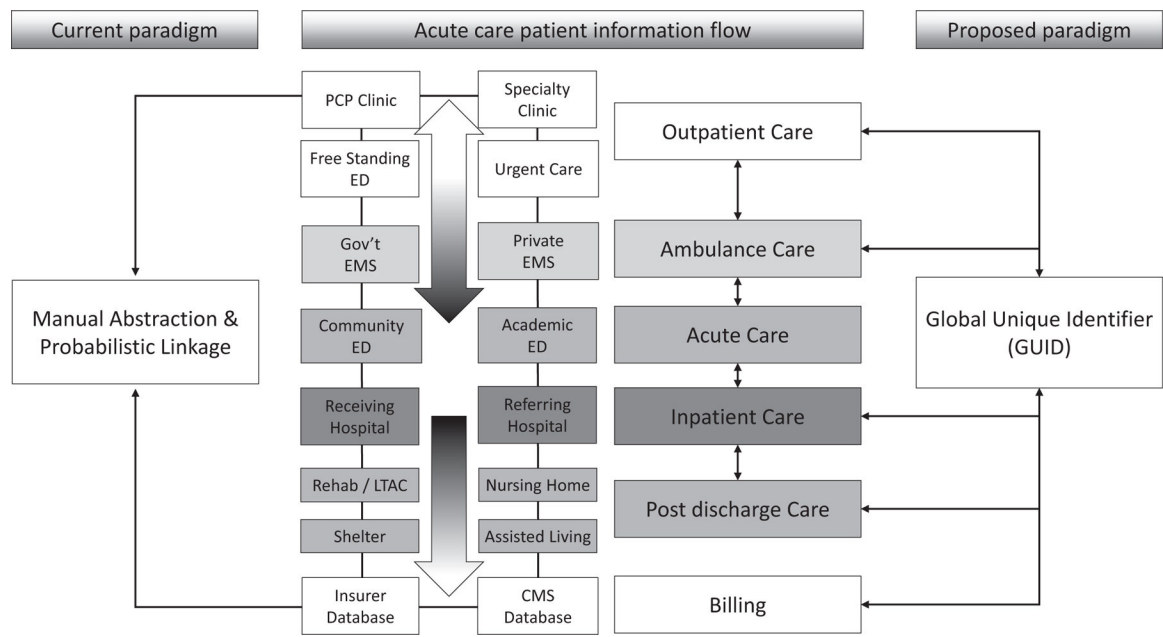 Current paradigm
Acute care patient information flow
Proposed paradigm
Manual Abstraction &
Probabilistic Linkage
PCP Clinic
Specialty
Clinic
Free Standing
ED
Urgent Care
Gov't
EMS
Private
EMS
Community
ED
Academic
ED
Receiving
Hospital
Referring
Hospital
Rehab / LTAC
Nursing Home
Shelter
Assisted Living
Insurer
Database
CMS
Database
Outpatient Care
Ambulance Care
Acute Care
Inpatient Care
Post discharge Care
Billing
Global Unique Identifier
(GUID)